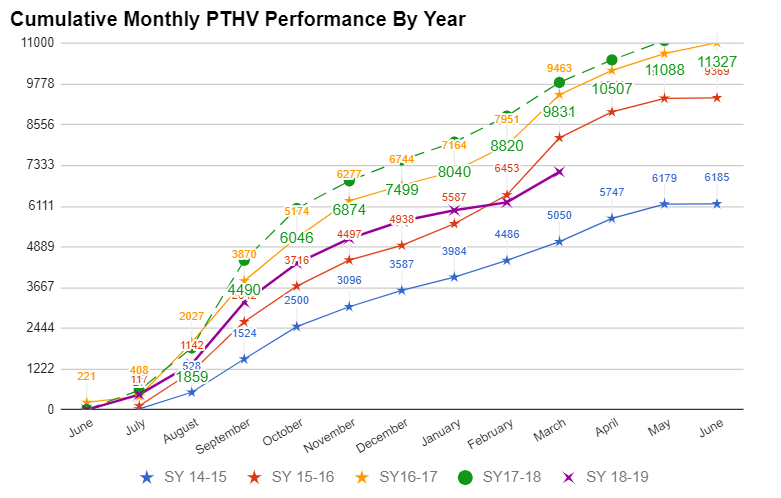 Cumulative Monthly PTHV Performance By Year
11000
9778
8556
7333
6111
4889
3667
2444
1222
0
221
408
117
2027
1142
528
1859
3870
4490
1524
5174
6046
3716
2500
6277
6874
4497
3096
6744
7499
4938
3587
7164
8040
5587
3984
7951
8820
6453
4486
9463
9831
5050
10507
5747
11088
6179
11327
9369
6185
June
July
August
September
October
November
December
January
February
March
April
May
June
SY 14-15
SY 15-16
SY16-17
SY17-18
SY 18-19